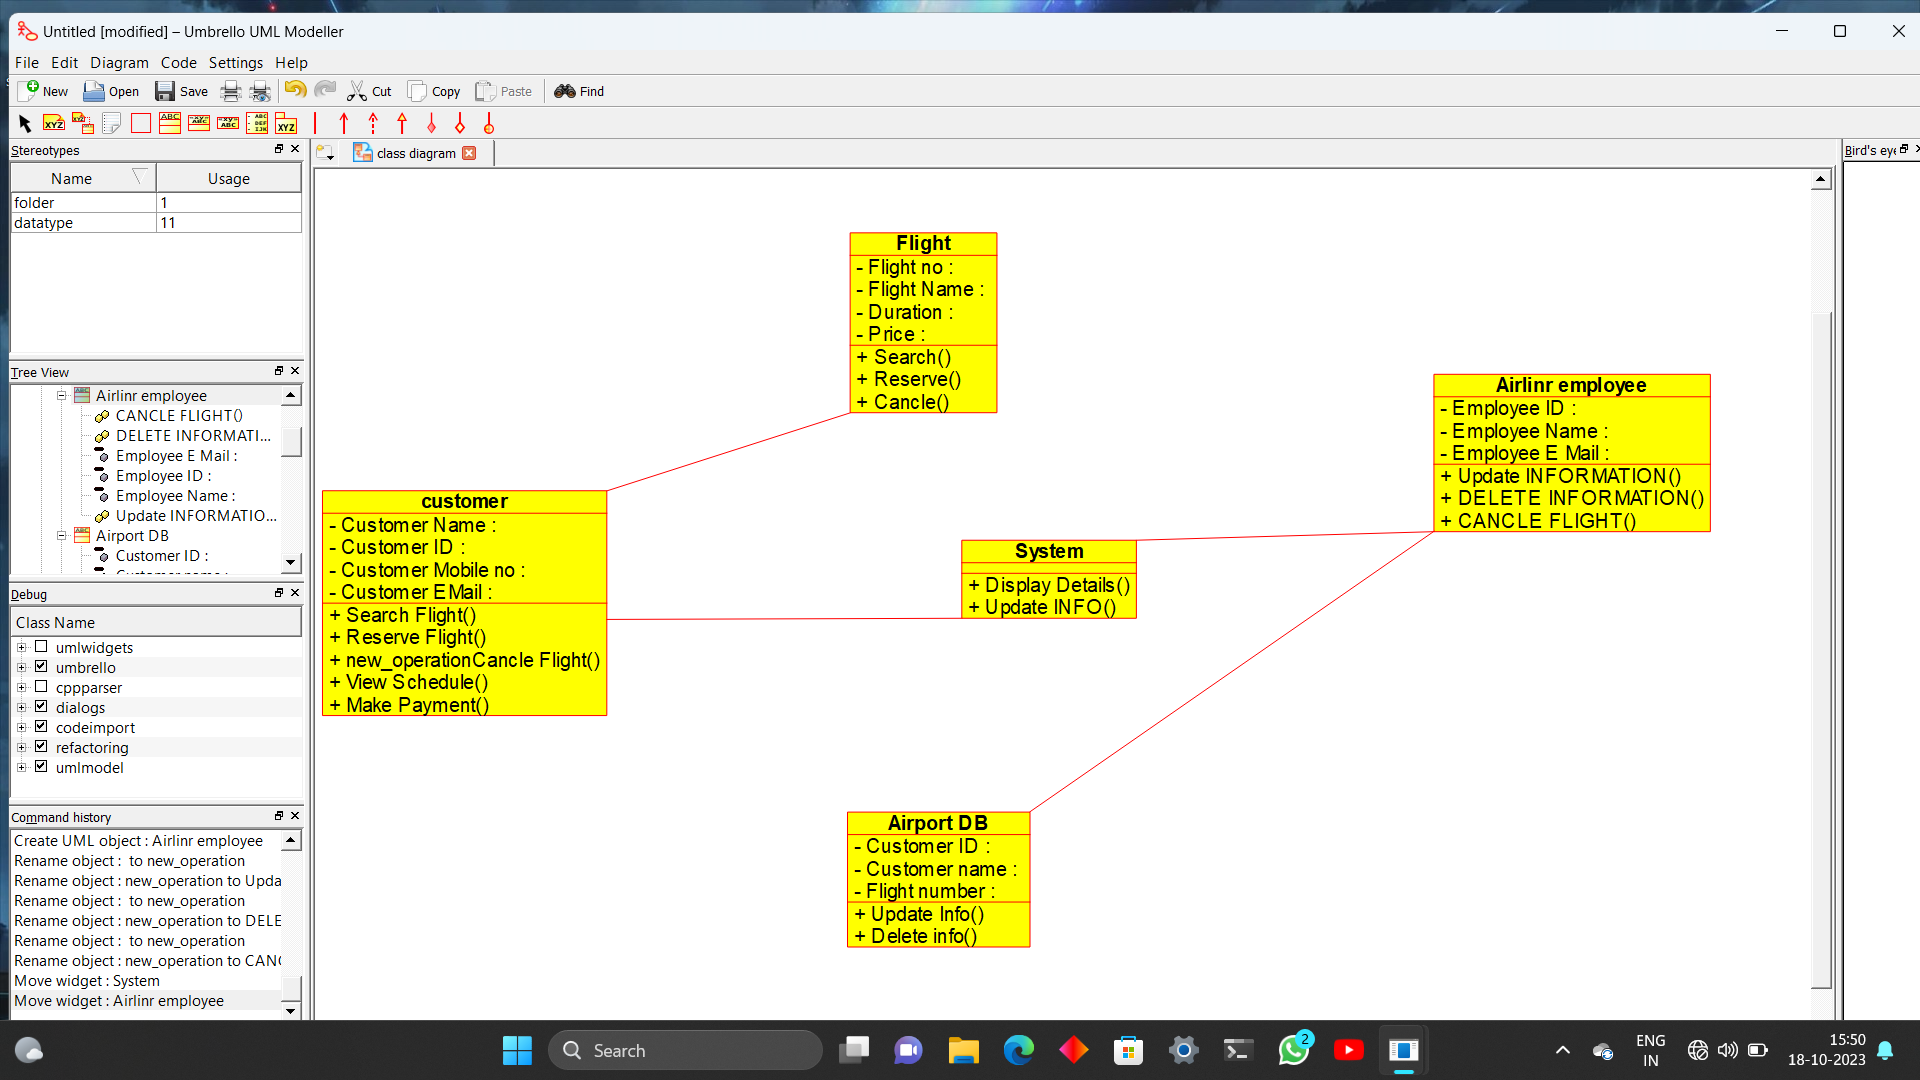 Untitled [modified] – Umbrello UML Modeller
File Edit Diagram Code Settings Help
New Open Save Cut Copy Paste Find
Stereotypes
Name Usage
folder 1
datatype 11
Tree View
Airlinr employee
CANCLE FLIGHT()
DELETE INFORMATI...
Employee E Mail :
Employee ID :
Employee Name :
Update INFORMATIO...
Airport DB
Customer ID :
Debug
Class Name
umlwidgets
umbrello
cppparser
dialogs
codeimport
refactoring
umlmodel
Command history
Create UML object : Airlinr employee
Rename object :  to new_operation
Rename object : new_operation to Upda
Rename object :  to new_operation
Rename object : new_operation to DELE
Rename object :  to new_operation
Rename object : new_operation to CAN
Move widget : System
Move widget : Airlinr employee
class diagram
Bird's eye
Flight
- Flight no :
- Flight Name :
- Duration :
- Price :
+ Search()
+ Reserve()
+ Cancle()
Airlinr employee
- Employee ID :
- Employee Name :
- Employee E Mail :
+ Update INFORMATION()
+ DELETE INFORMATION()
+ CANCLE FLIGHT()
customer
- Customer Name :
- Customer ID :
- Customer Mobile no :
- Customer EMail :
+ Search Flight()
+ Reserve Flight()
+ new_operationCancle Flight()
+ View Schedule()
+ Make Payment()
System
+ Display Details()
+ Update INFO()
Airport DB
- Customer ID :
- Customer name :
- Flight number :
+ Update Info()
+ Delete info()
Search
2
ENG
IN
15:50
18-10-2023